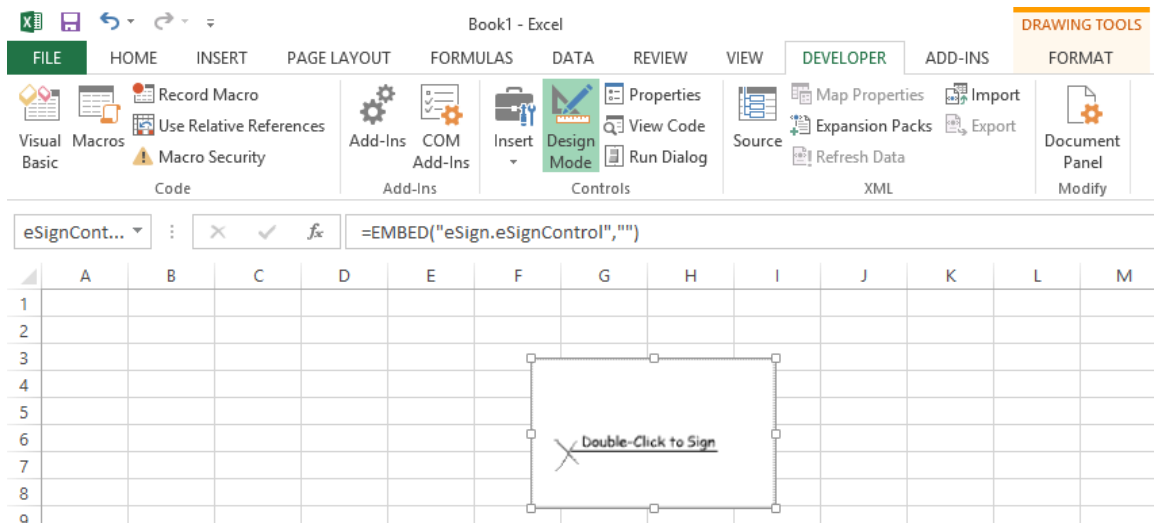 Book1 - Excel
DRAWING TOOLS
FILE HOME INSERT PAGE LAYOUT FORMULAS DATA REVIEW VIEW DEVELOPER ADD-INS FORMAT
Visual Basic
Macros
Record Macro
Use Relative References
Macro Security
Code
Add-Ins
COM Add-Ins
Add-Ins
Insert
Design Mode
Properties
View Code
Run Dialog
Controls
Source
Map Properties
Expansion Packs
Refresh Data
Import
Export
XML
Document Panel
Modify
eSignCont... fx =EMBED("eSign.eSignControl","")
A B C D E F G H I J K L M
1
2
3
4
5
6
7
8
9
Double-Click to Sign